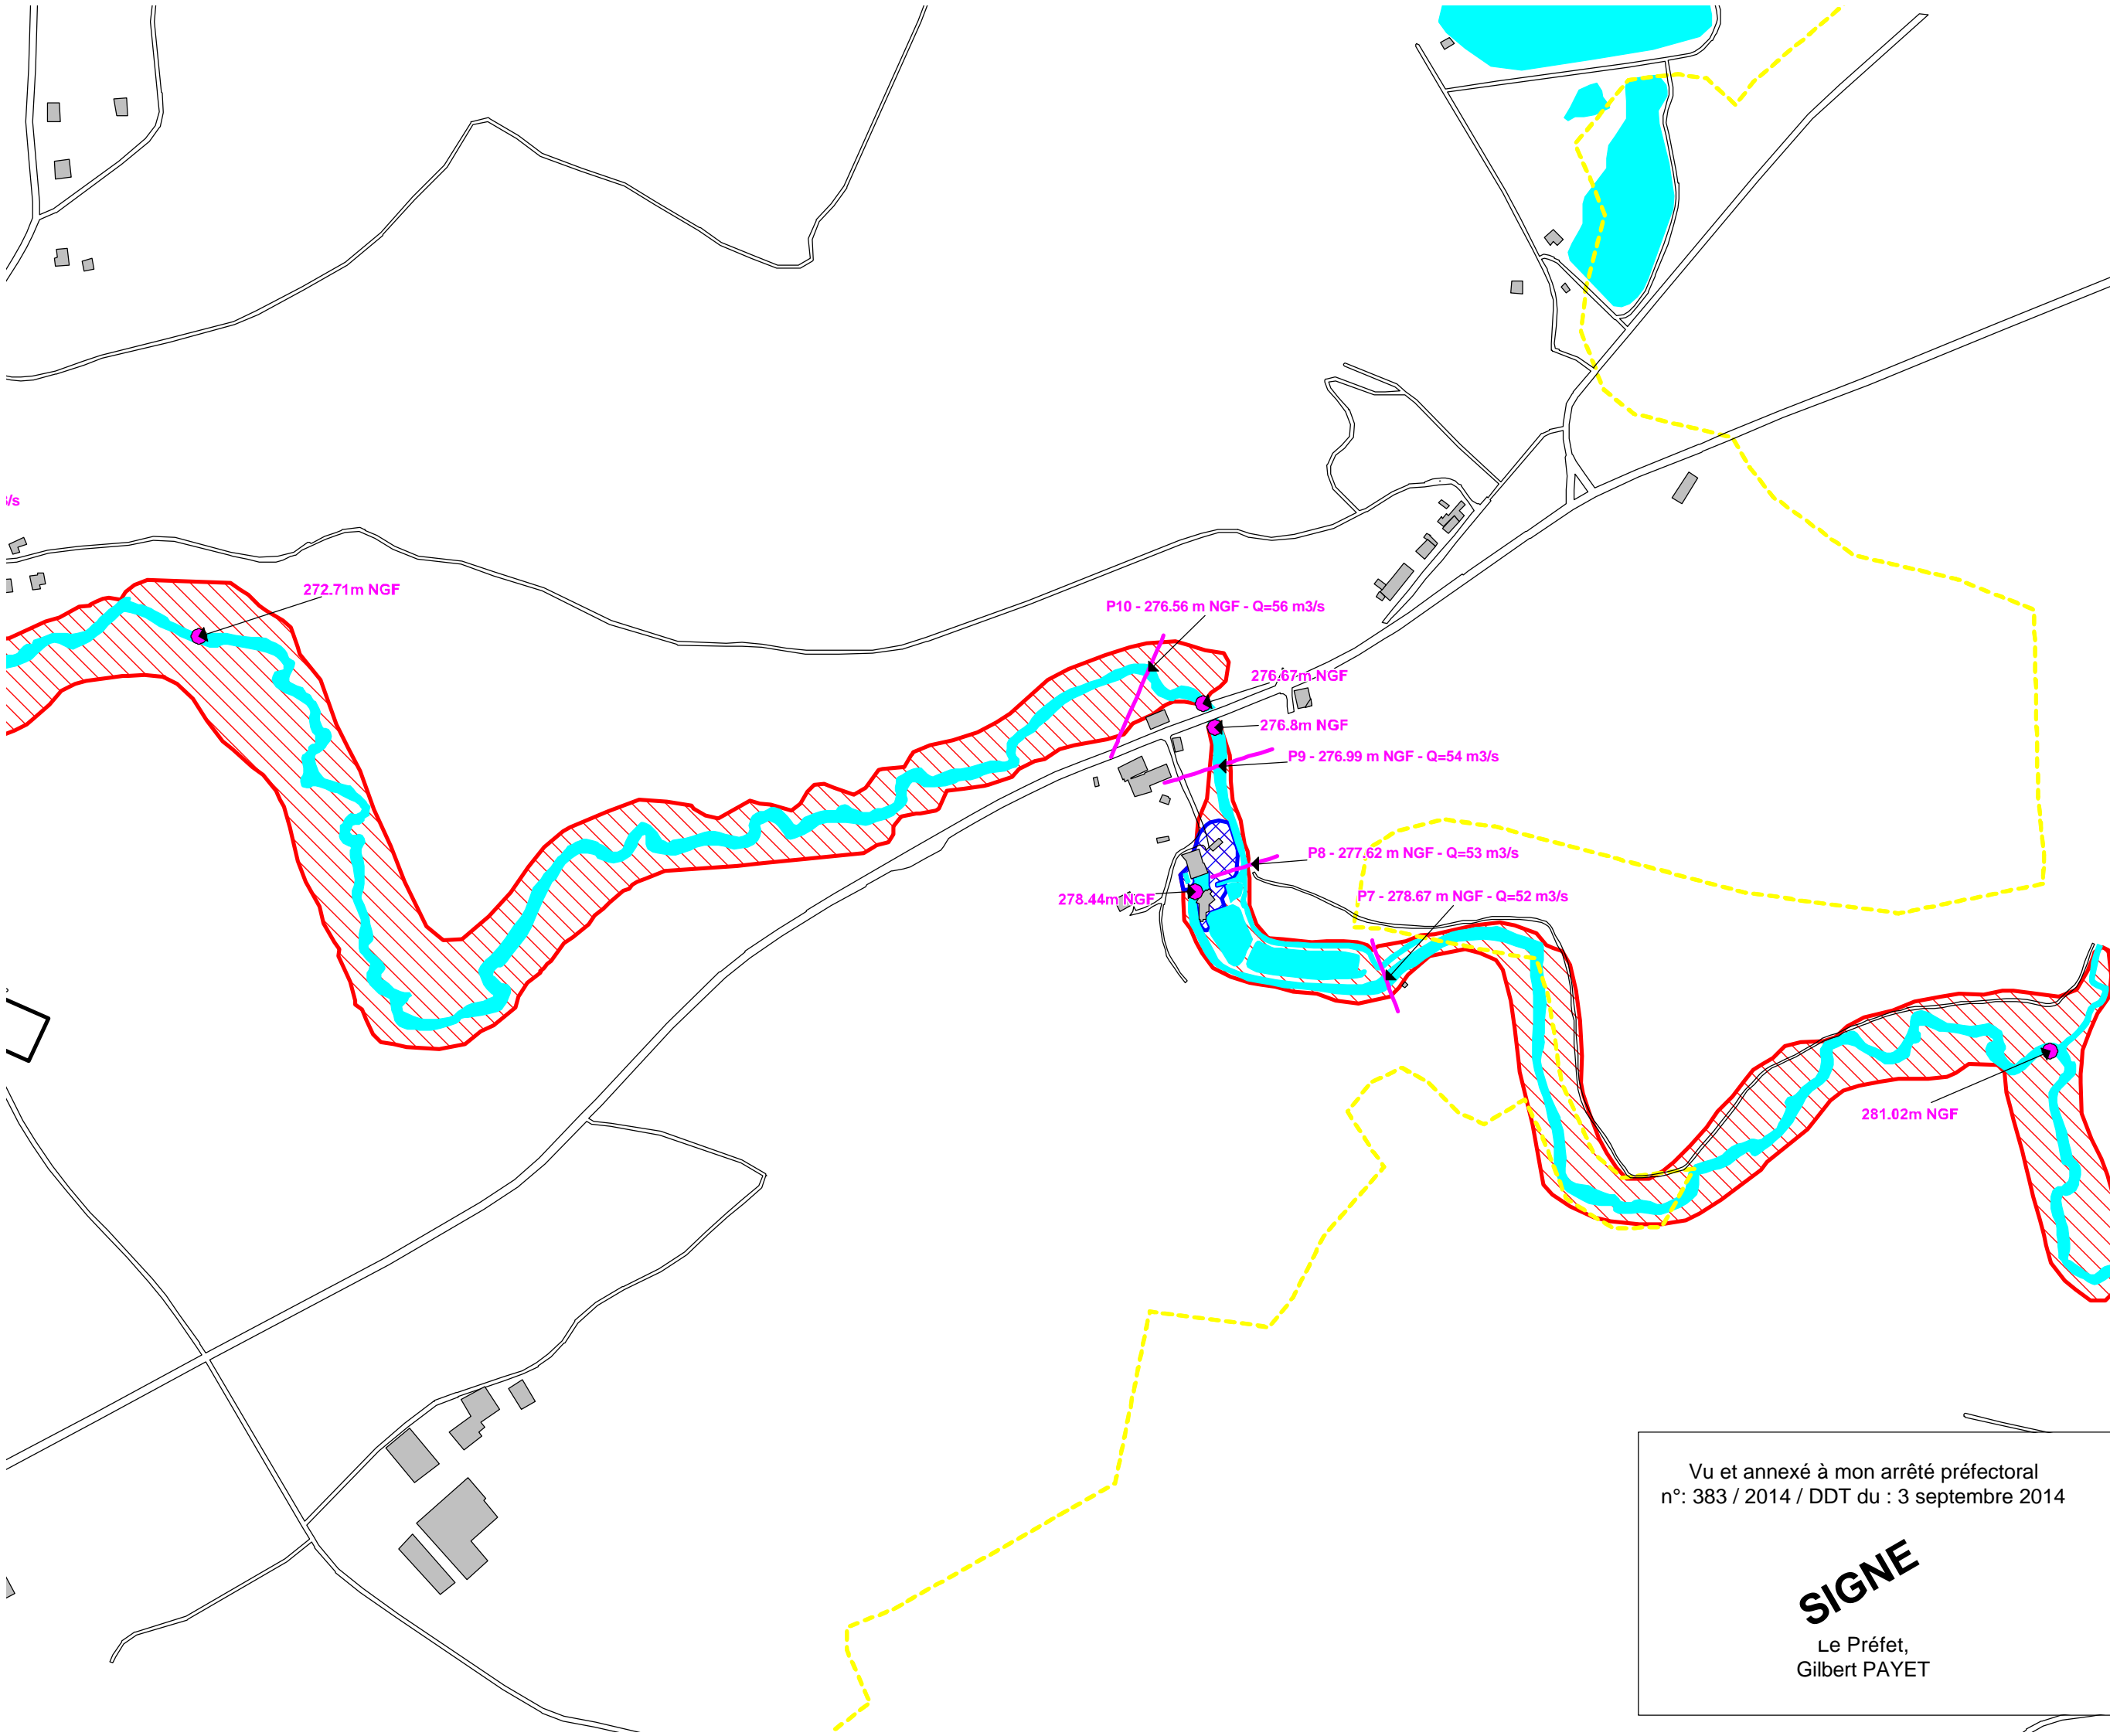 3/s
272.71m NGF
P10 - 276.56 m NGF - Q=56 m3/s
276.67m NGF
276.8m NGF
P9 - 276.99 m NGF - Q=54 m3/s
P8 - 277.62 m NGF - Q=53 m3/s
278.44m NGF
P7 - 278.67 m NGF - Q=52 m3/s
281.02m NGF
Vu et annexé à mon arrêté préfectoral
n°: 383 / 2014 / DDT du : 3 septembre 2014
SIGNE
Le Préfet,
Gilbert PAYET